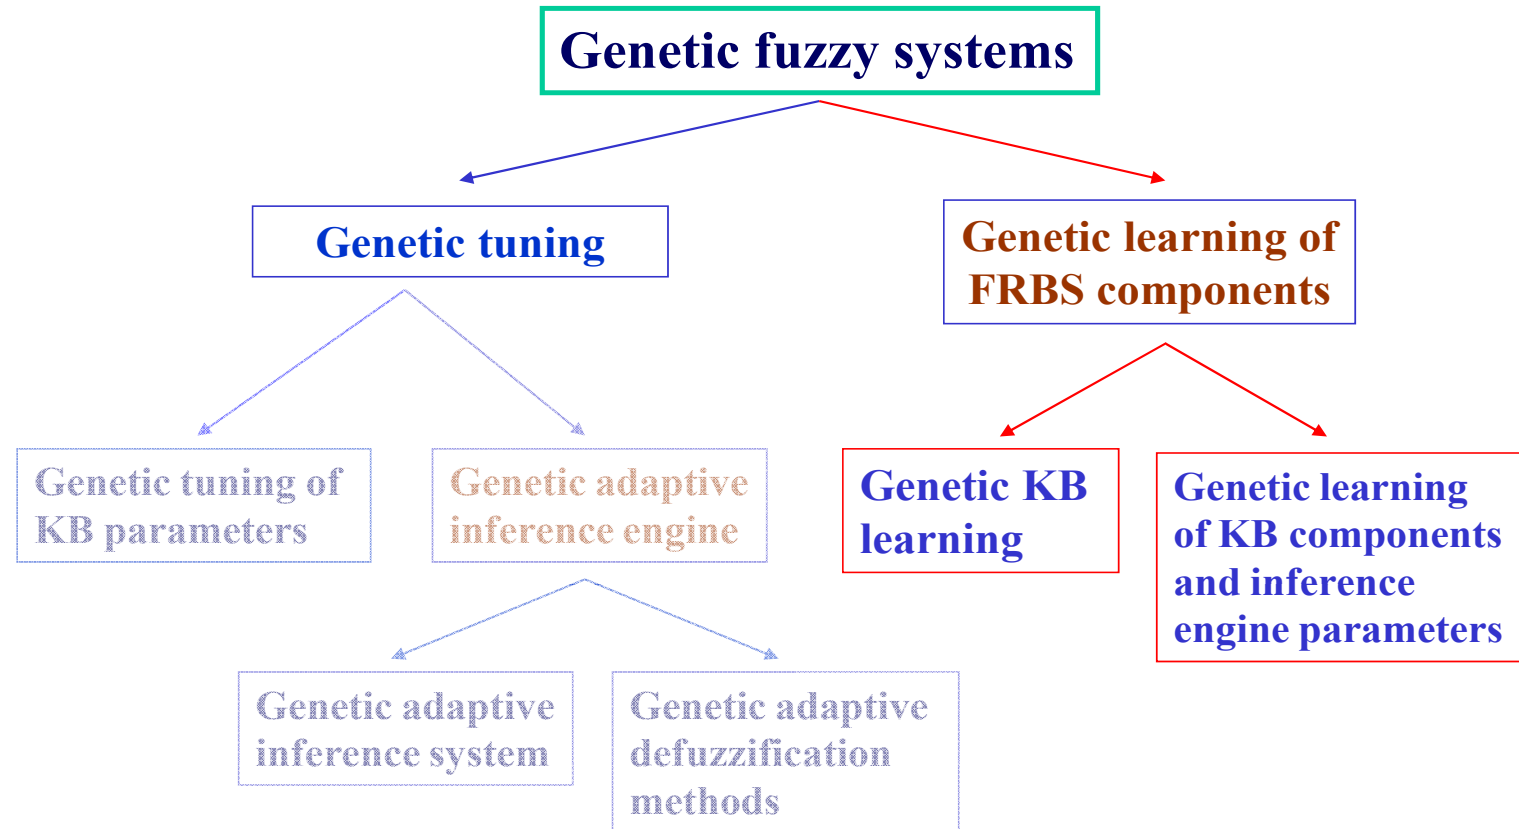 Genetic fuzzy systems
Genetic tuning
Genetic learning of
FRBS components
Genetic tuning of
KB parameters
Genetic adaptive
inference engine
Genetic KB
learning
Genetic learning
of KB components
and inference
engine parameters
Genetic adaptive
inference system
Genetic adaptive
defuzzification
methods